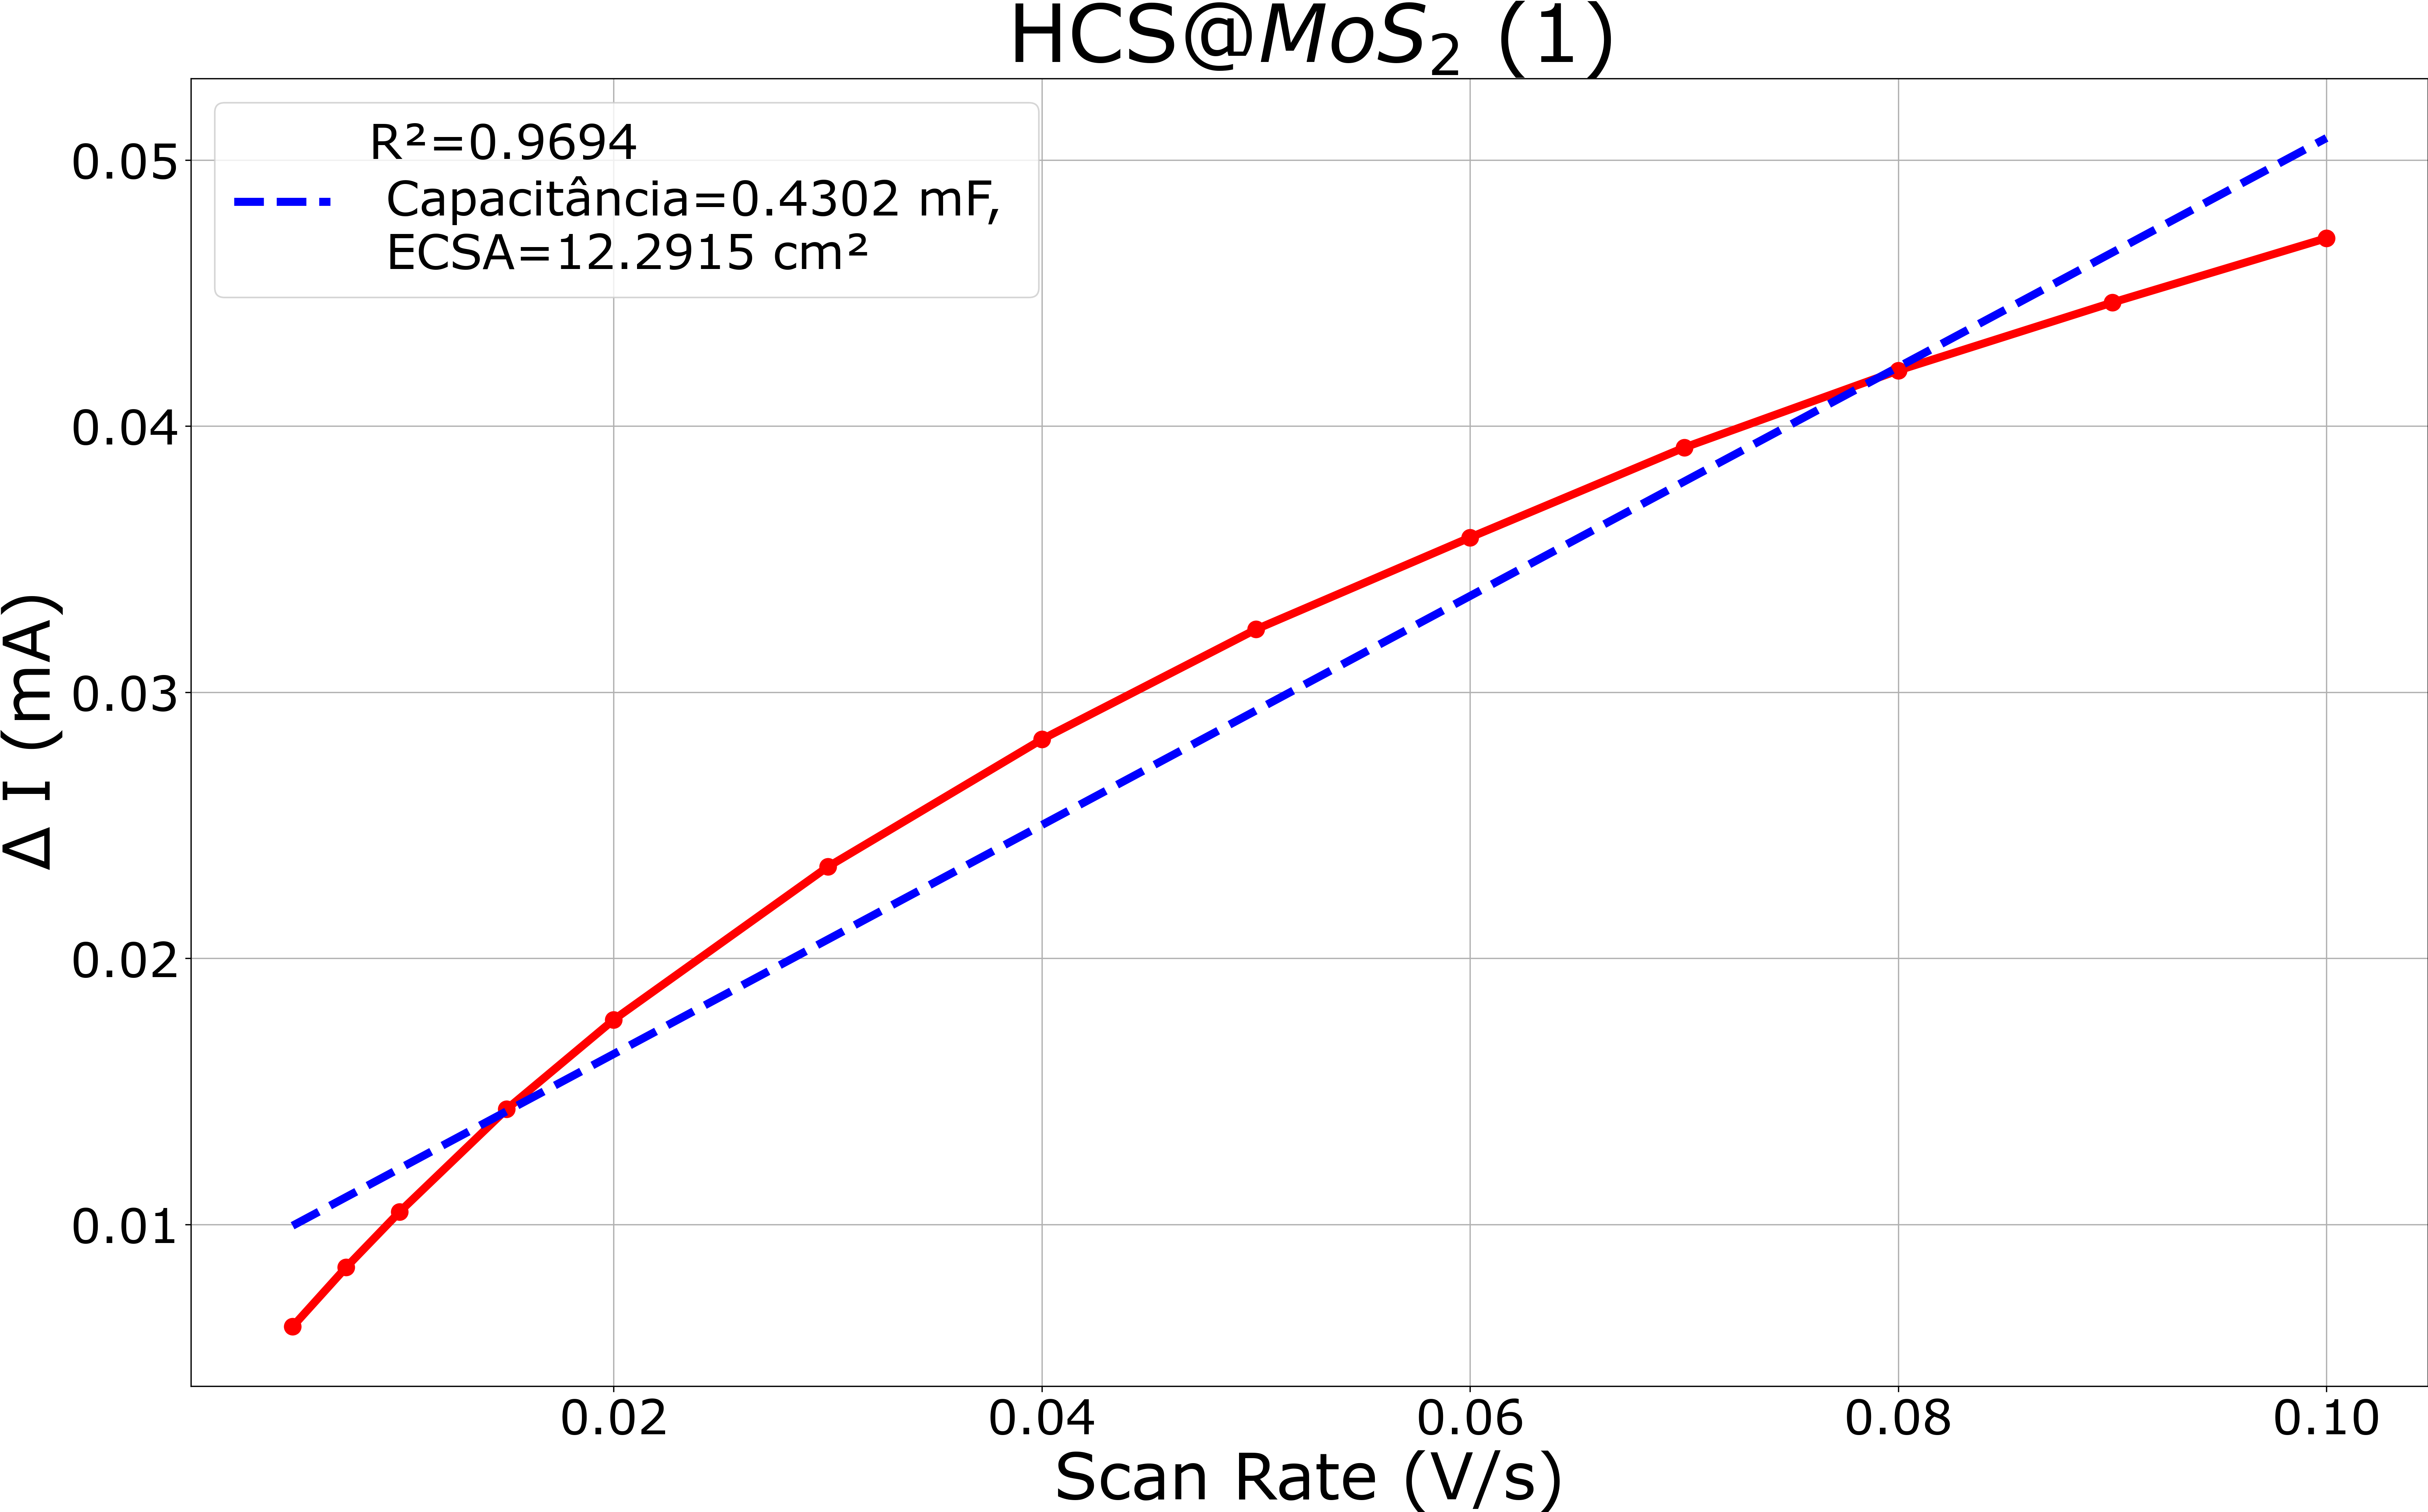 HCS@MoS₂ (1)
R²=0.9694
Capacitância=0.4302 mF,
ECSA=12.2915 cm²
0.05
0.04
0.03
0.02
0.01
Δ I (mA)
0.02 0.04 0.06 0.08 0.10
Scan Rate (V/s)